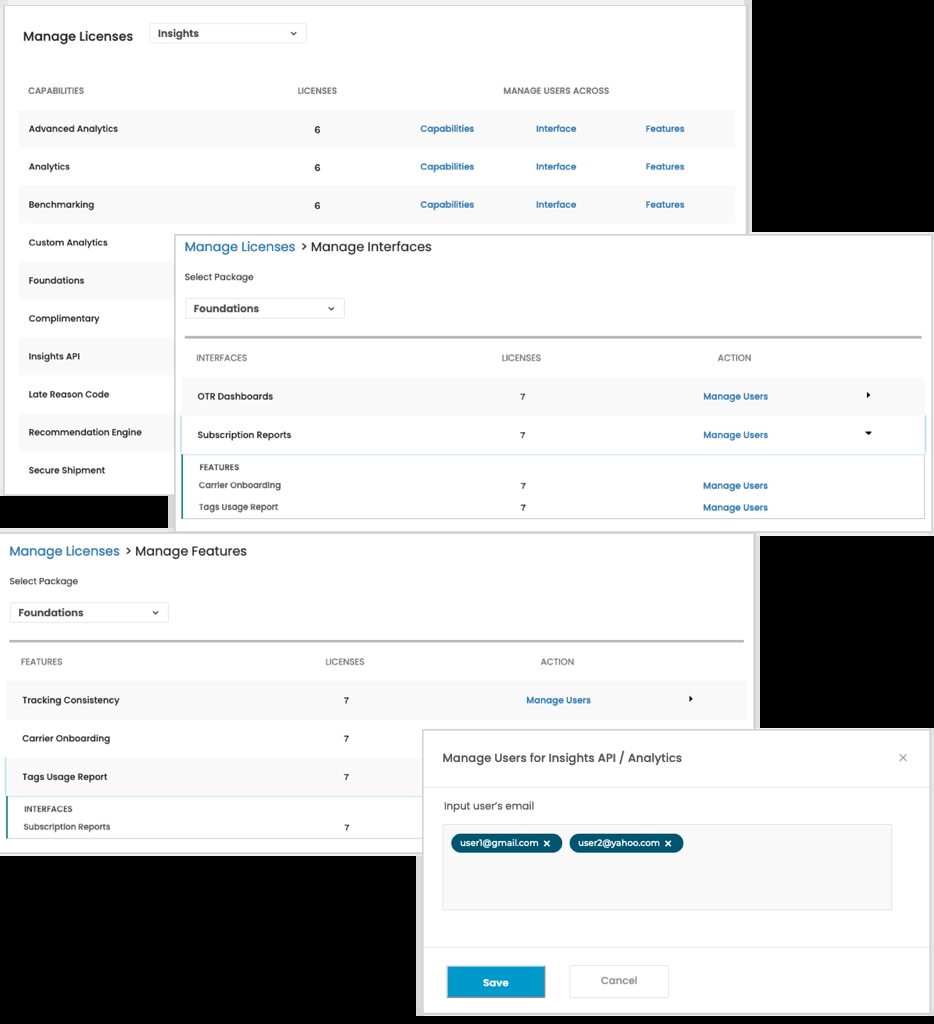 Manage Licenses Insights
CAPABILITIES LICENSES MANAGE USERS ACROSS
Advanced Analytics 6 Capabilities Interface Features
Analytics 6 Capabilities Interface Features
Benchmarking 6 Capabilities Interface Features
Custom Analytics
Foundations
Complimentary
Insights API
Late Reason Code
Recommendation Engine
Secure Shipment
Manage Licenses > Manage Interfaces
Select Package
Foundations
INTERFACES LICENSES ACTION
OTR Dashboards 7 Manage Users
Subscription Reports 7 Manage Users
FEATURES
Carrier Onboarding 7 Manage Users
Tags Usage Report 7 Manage Users
Manage Licenses > Manage Features
Select Package
Foundations
FEATURES LICENSES ACTION
Tracking Consistency 7 Manage Users
Carrier Onboarding 7
Tags Usage Report 7
INTERFACES
Subscription Reports 7
Manage Users for Insights API / Analytics ×
Input user's email
user1@gmail.com × user2@yahoo.com ×
Save Cancel